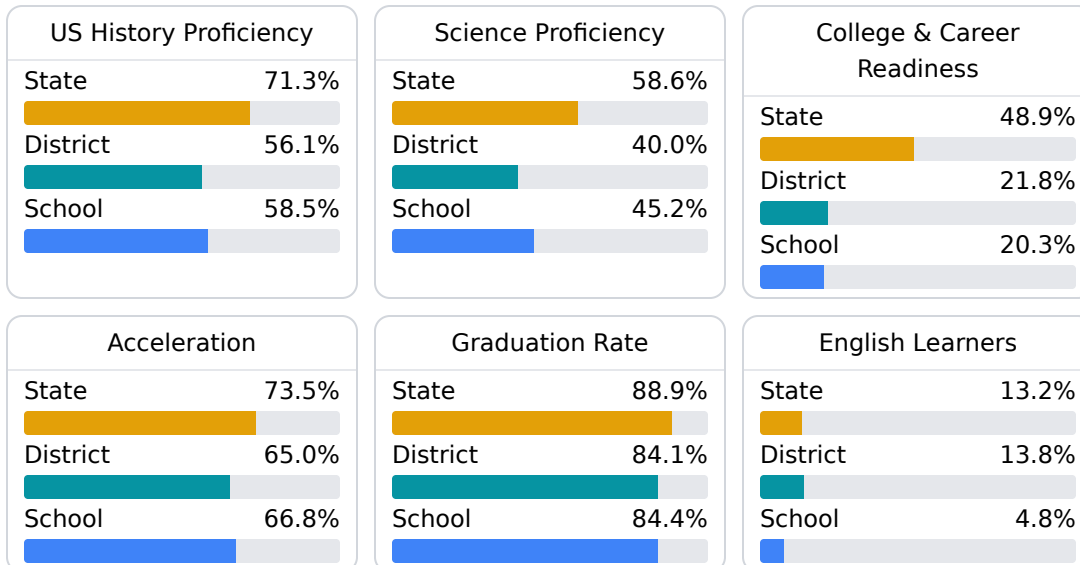 US History Proficiency
State 71.3%
District 56.1%
School 58.5%
Science Proficiency
State 58.6%
District 40.0%
School 45.2%
College & Career
Readiness
State 48.9%
District 21.8%
School 20.3%
Acceleration
State 73.5%
District 65.0%
School 66.8%
Graduation Rate
State 88.9%
District 84.1%
School 84.4%
English Learners
State 13.2%
District 13.8%
School 4.8%